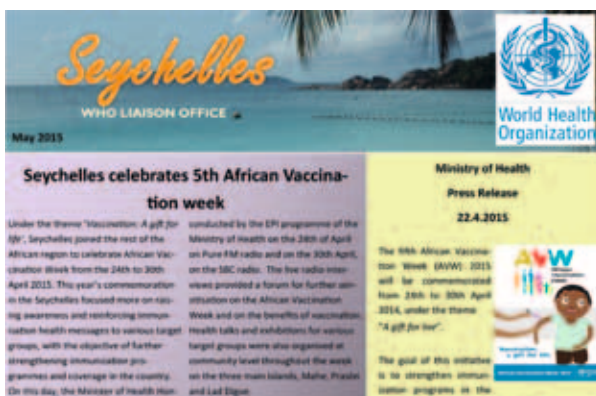 Seychelles
WHO LIAISON OFFICE
May 2015
World Health
Organization
Seychelles celebrates 5th African Vaccina-
tion week
Under the theme "Vaccination: A gift for
life", Seychelles joined the rest of the
African region to celebrate African Vac-
cination Week from the 24th to 30th
April 2015. This year's commemoration
in the Seychelles focused more on rais-
ing awareness and reinforcing immun-
isation health messages to various target
groups, with the objective of further
strengthening immunisation pro-
grammes and coverage in the country.
On this day, the Minister of Health Hon-
conducted by the EPI programme of the
Ministry of Health on the 24th of April
on Pure FM radio and on the 30th April,
on the SBC radio. The live radio inter-
views provided a forum for further sen-
sitisation on the African Vaccination
Week and on the benefits of vaccination.
Health talks and exhibitions for various
target groups were also organised at
community level throughout the week
on the three main islands, Mahe, Praslin
and Lad Digue.
Ministry of Health
Press Release
22.4.2015
The fifth African Vaccina-
tion Week (AVW) 2015
will be commemorated
from 24th to 30th April
2014, under the theme
"A gift for live".
The goal of this initiative
is to strengthen immun-
ization programs in the
AVW